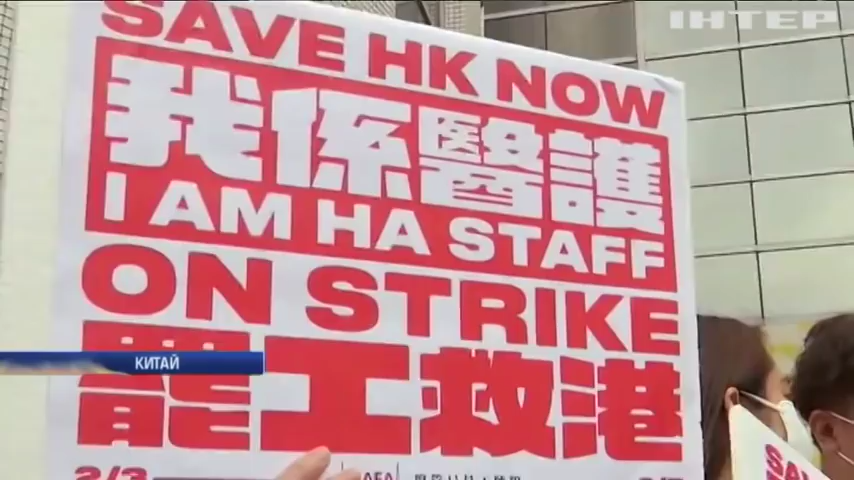 ІНТЕР
SAVE HK NOW
我係醫護
I AM HA STAFF
ON STRIKE
КИТАЙ
罷工救港